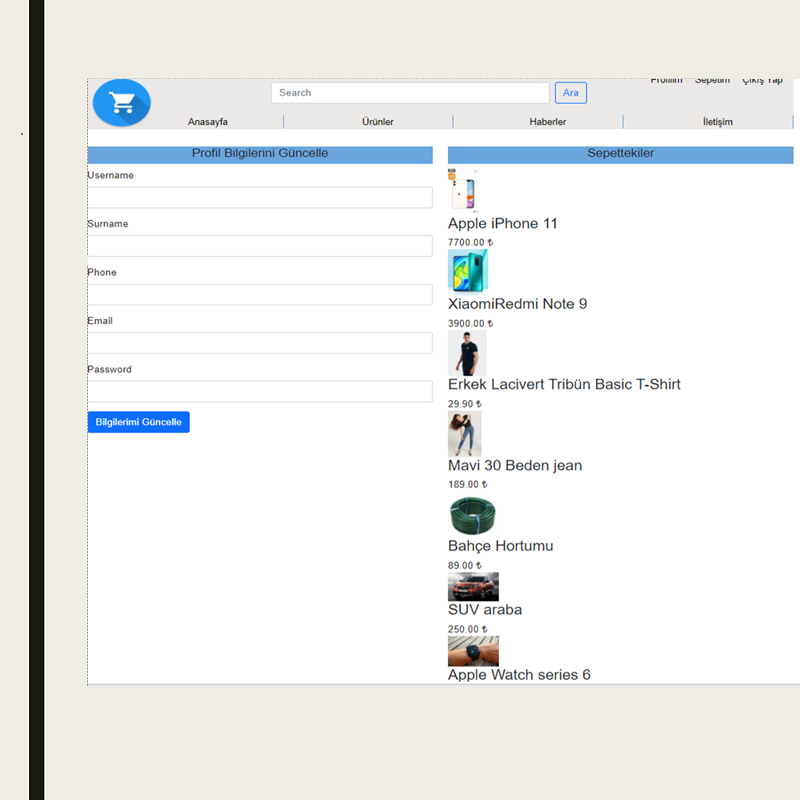 Profilim Sepetim Çıkış Yap
Search Ara
Anasayfa Ürünler Haberler İletişim
Profil Bilgilerini Güncelle
Username
Surname
Phone
Email
Password
Bilgilerimi Güncelle
Sepettekiler
Apple iPhone 11
7700.00 ₺
XiaomiRedmi Note 9
3900.00 ₺
Erkek Lacivert Tribün Basic T-Shirt
29.90 ₺
Mavi 30 Beden jean
189.00 ₺
Bahçe Hortumu
89.00 ₺
SUV araba
250.00 ₺
Apple Watch series 6